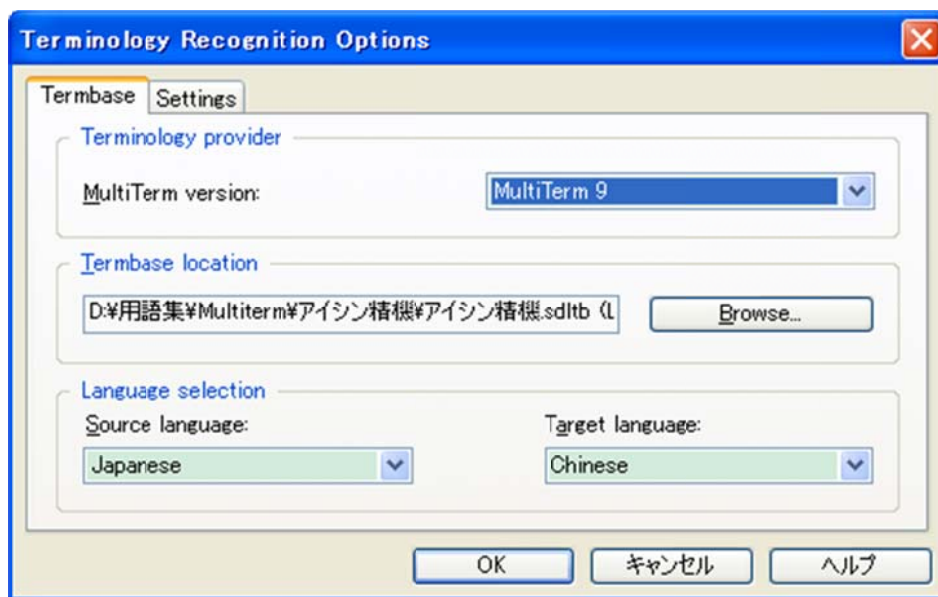 Terminology Recognition Options
Termbase Settings
Terminology provider
MultiTerm version: MultiTerm 9
Termbase location
D:¥用語集¥Multiterm¥アイシン精機¥アイシン精機.sdltb (L Browse...
Language selection
Source language: Target language:
Japanese Chinese
OK キャンセル ヘルプ